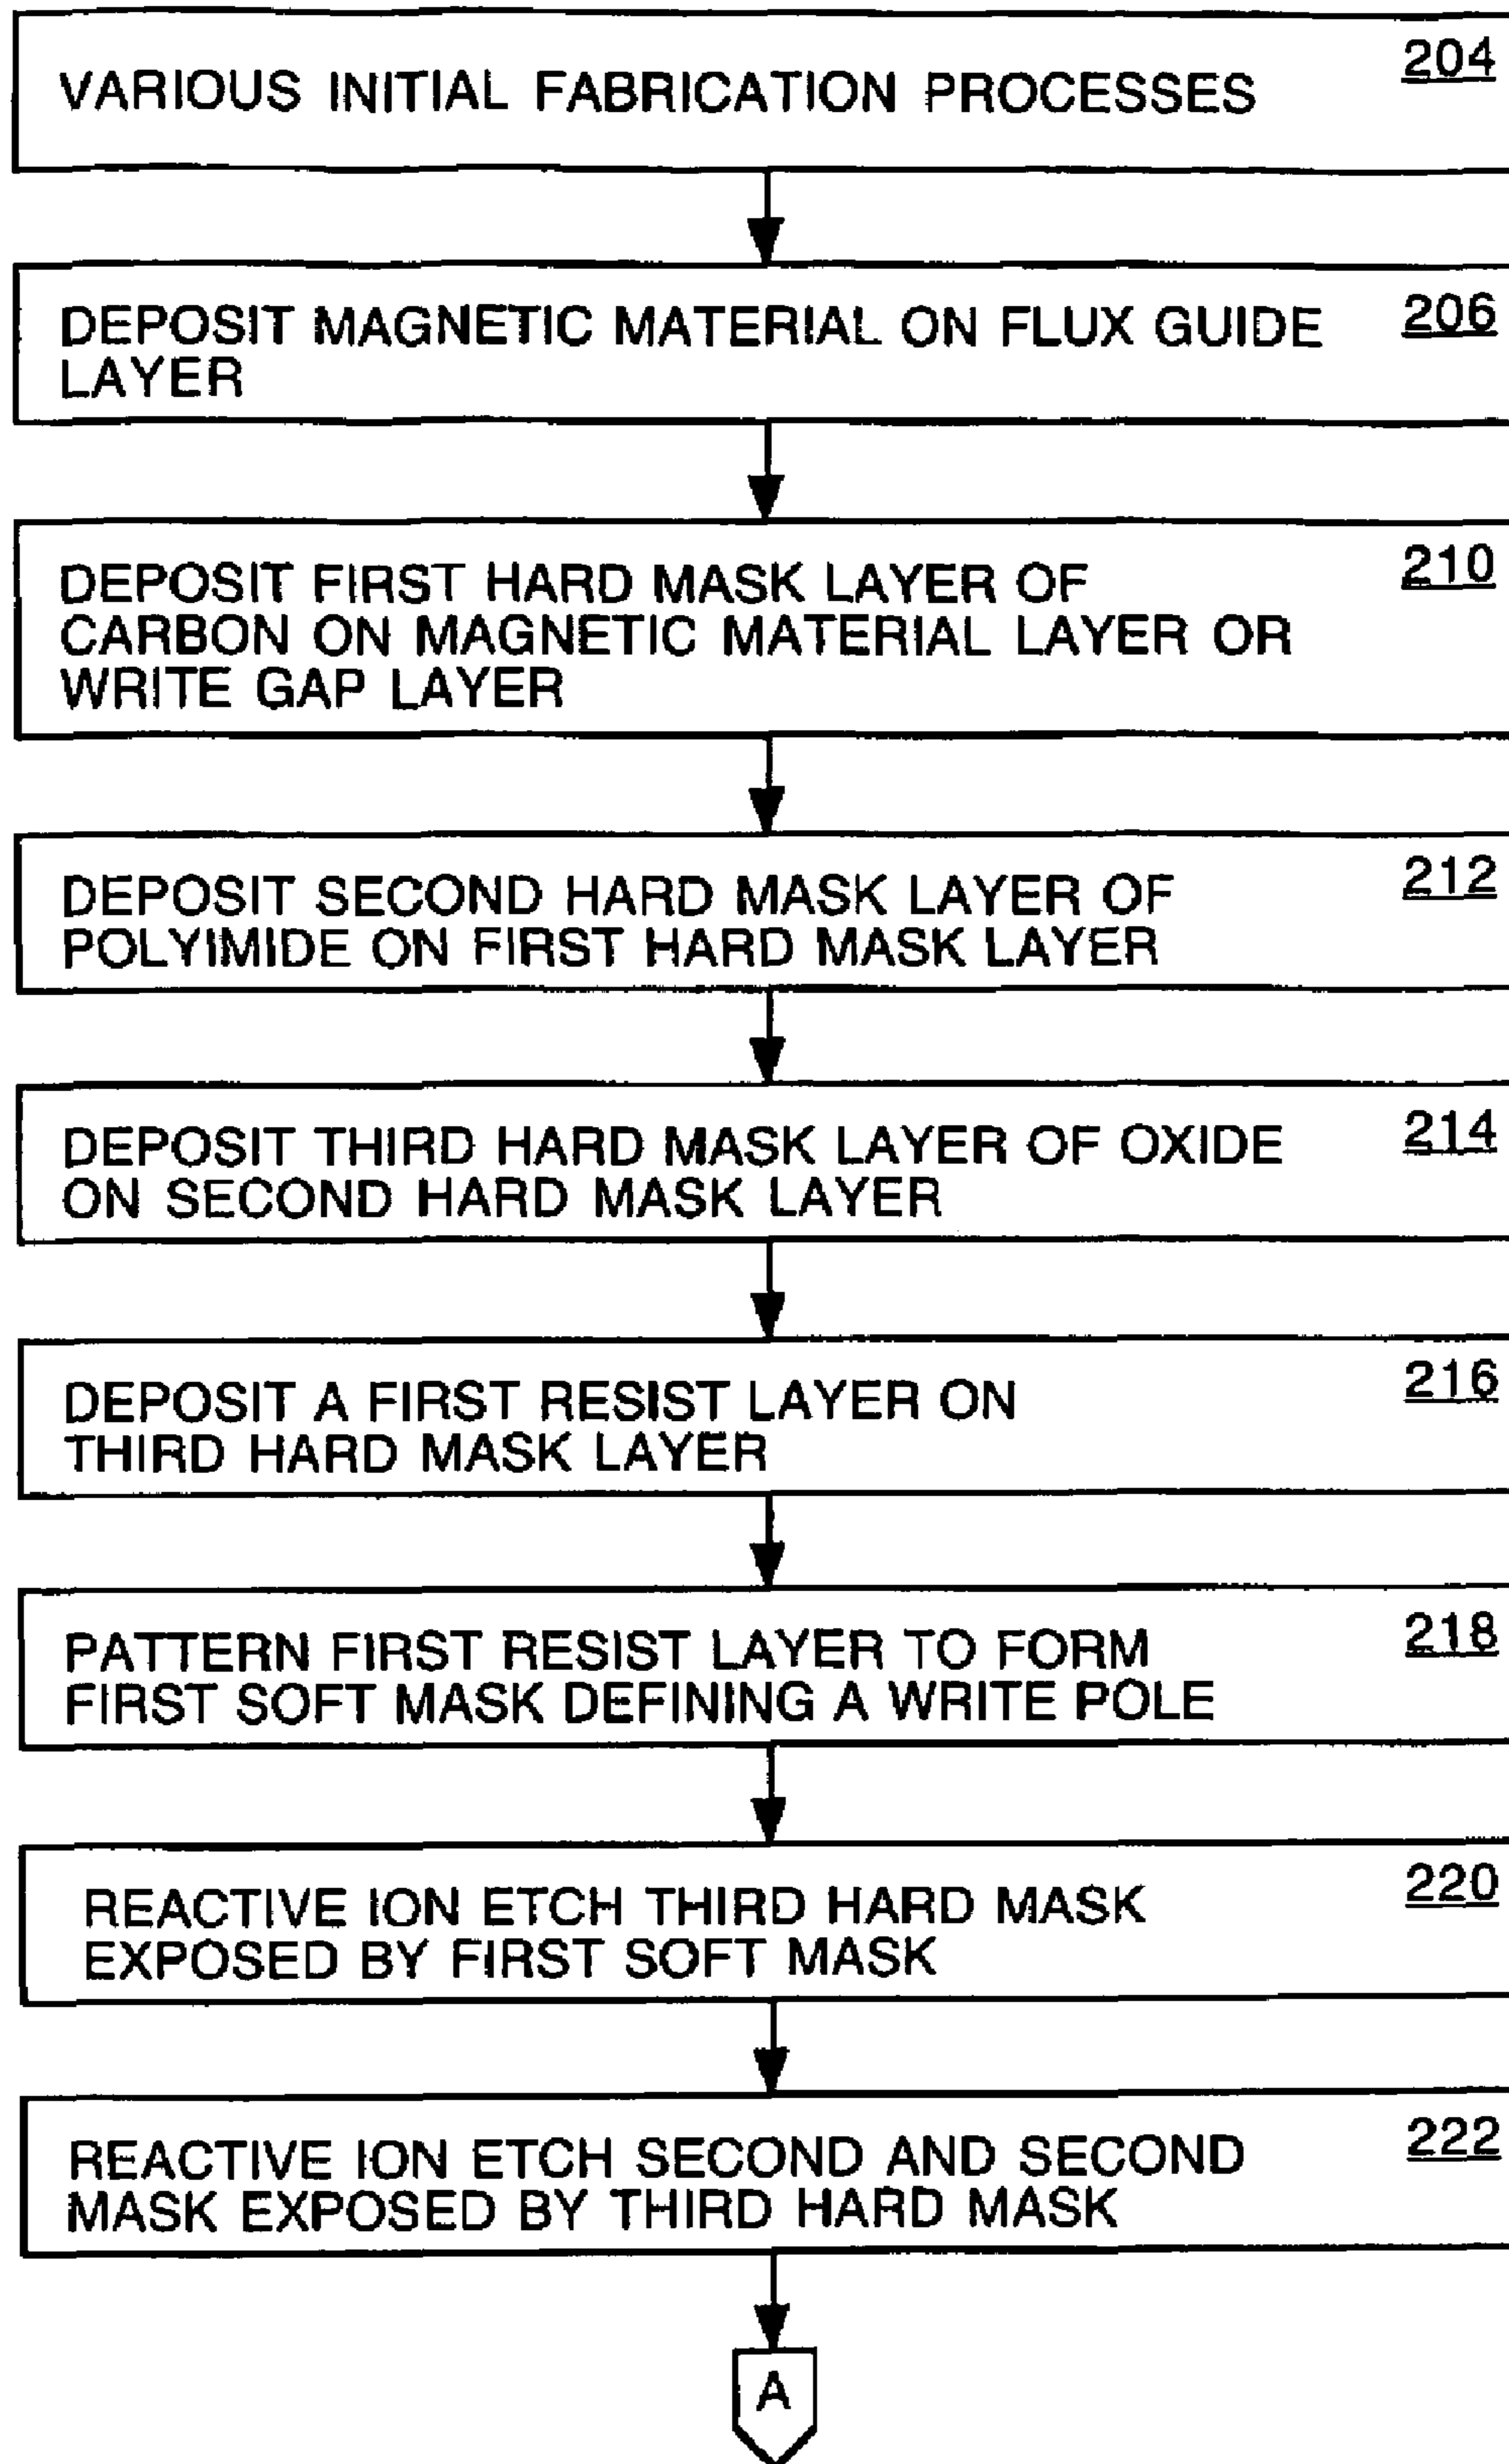 VARIOUS INITIAL FABRICATION PROCESSES 204
DEPOSIT MAGNETIC MATERIAL ON FLUX GUIDE 206
LAYER
DEPOSIT FIRST HARD MASK LAYER OF 210
CARBON ON MAGNETIC MATERIAL LAYER OR
WRITE GAP LAYER
DEPOSIT SECOND HARD MASK LAYER OF 212
POLYIMIDE ON FIRST HARD MASK LAYER
DEPOSIT THIRD HARD MASK LAYER OF OXIDE 214
ON SECOND HARD MASK LAYER
DEPOSIT A FIRST RESIST LAYER ON 216
THIRD HARD MASK LAYER
PATTERN FIRST RESIST LAYER TO FORM 218
FIRST SOFT MASK DEFINING A WRITE POLE
REACTIVE ION ETCH THIRD HARD MASK 220
EXPOSED BY FIRST SOFT MASK
REACTIVE ION ETCH SECOND AND SECOND 222
MASK EXPOSED BY THIRD HARD MASK
A